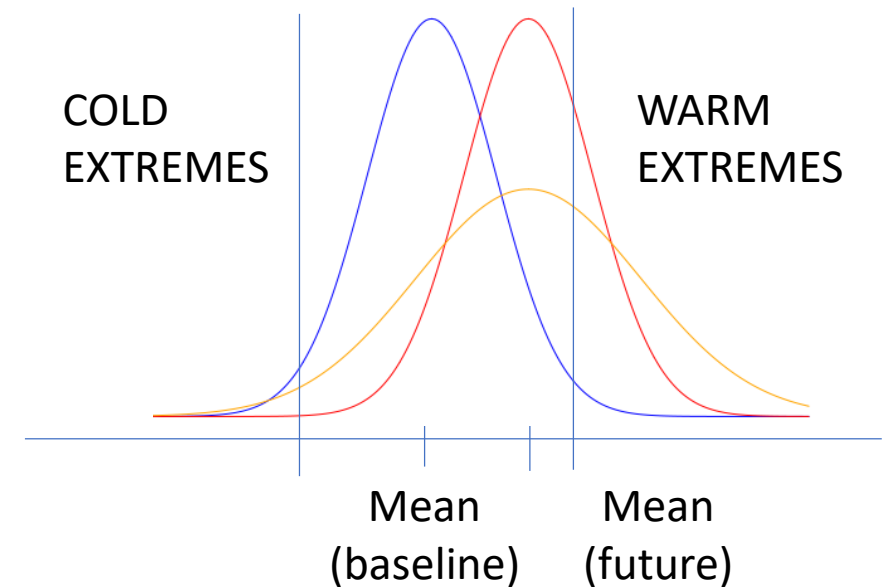 COLD
EXTREMES
WARM
EXTREMES
Mean
(baseline)
Mean
(future)